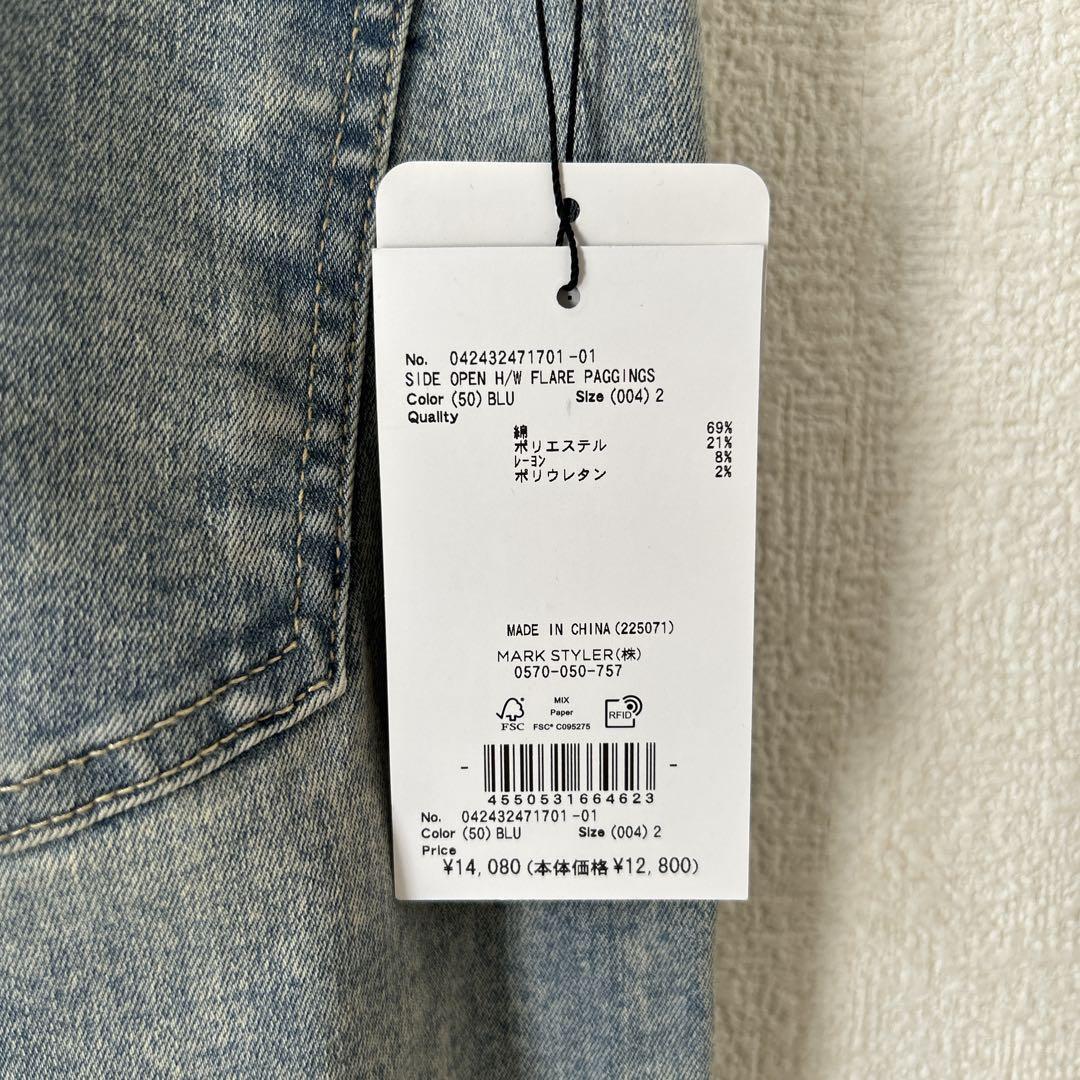 No. 042432471701-01
SIDE OPEN H/W FLARE PAGGINGS
Color (50) BLU Size (004) 2
Quality
綿 69%
ポリエステル 21%
ﾚｰﾖﾝ 8%
ポリウレタン 2%
MADE IN CHINA(225071)
MARK STYLER(株)
0570-050-757
FSC
MIX
Paper
FSC® C095275
RFID
4550531664623
No. 042432471701-01
Color (50) BLU Size (004) 2
Price
¥14,080(本体価格¥12,800)